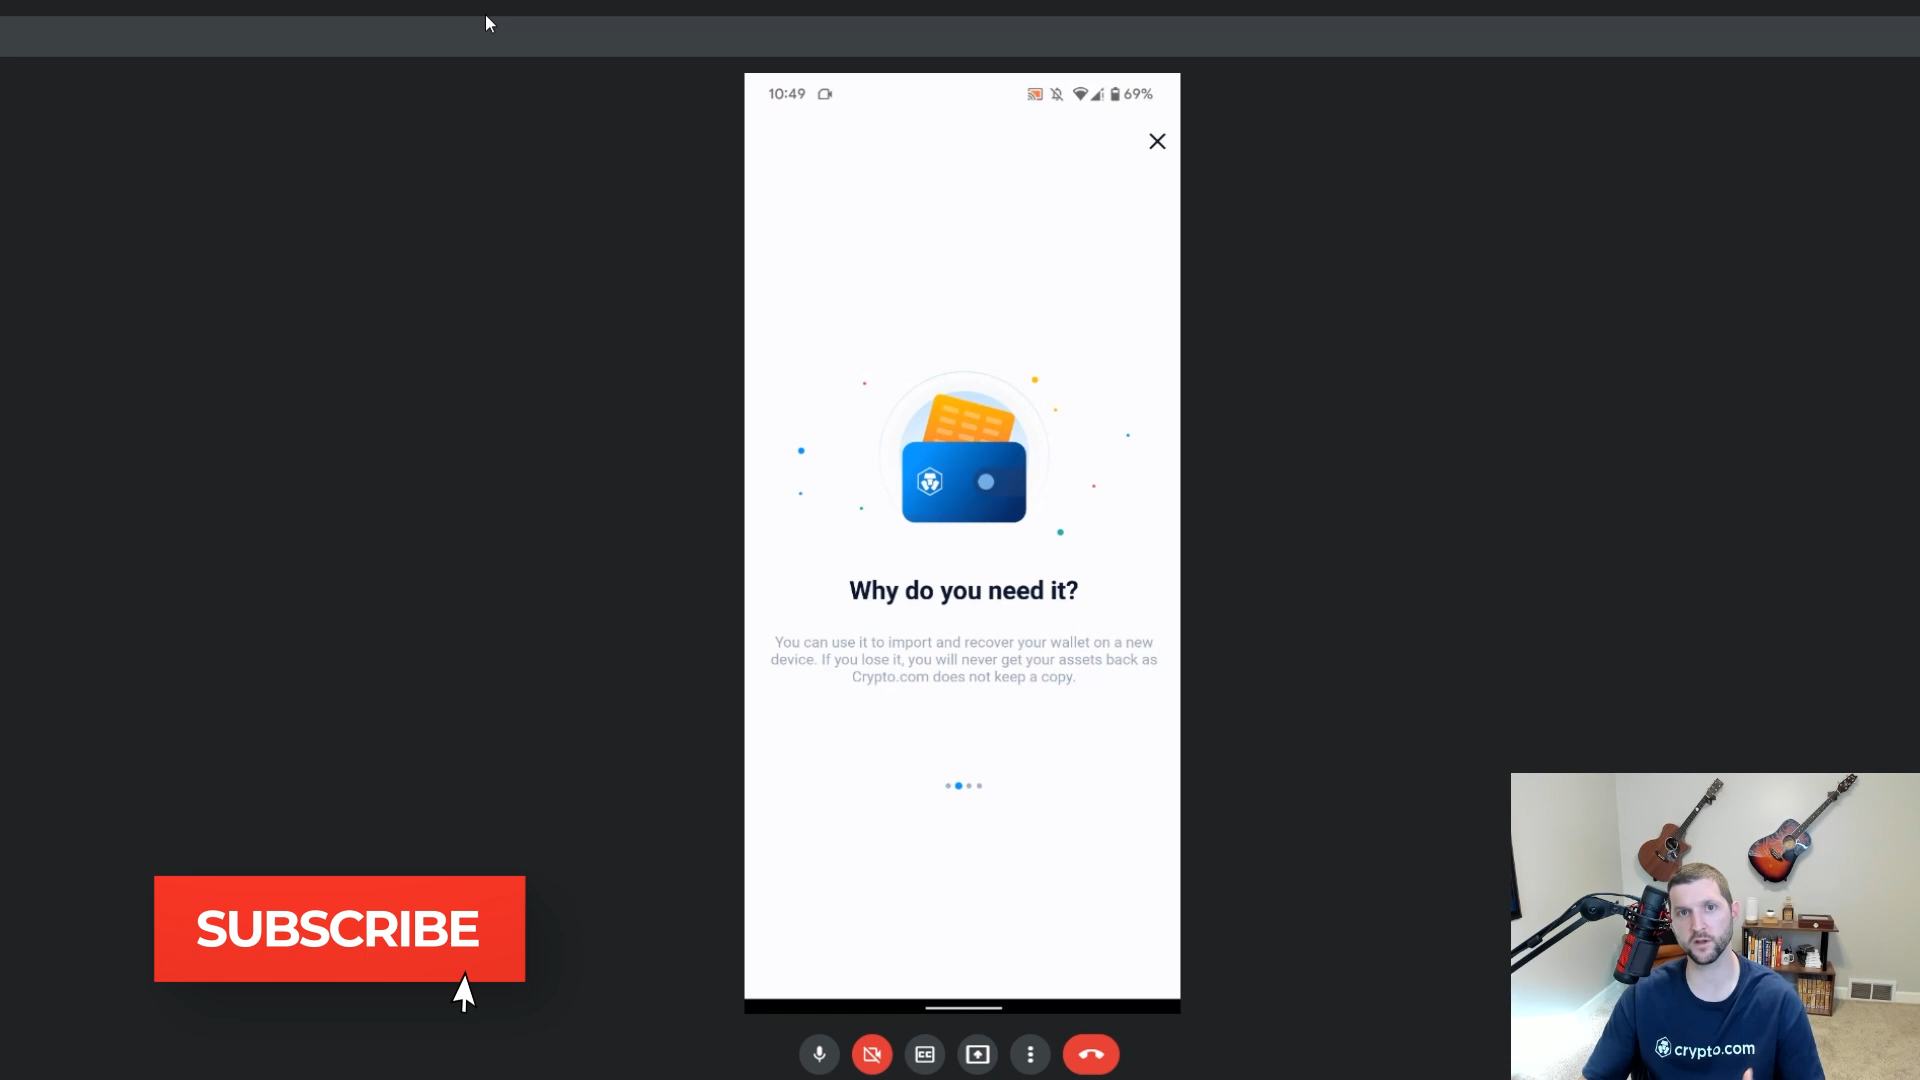 10:49
69%
Why do you need it?
You can use it to import and recover your wallet on a new
device. If you lose it, you will never get your assets back as
Crypto.com does not keep a copy.
SUBSCRIBE
CC
crypto.com